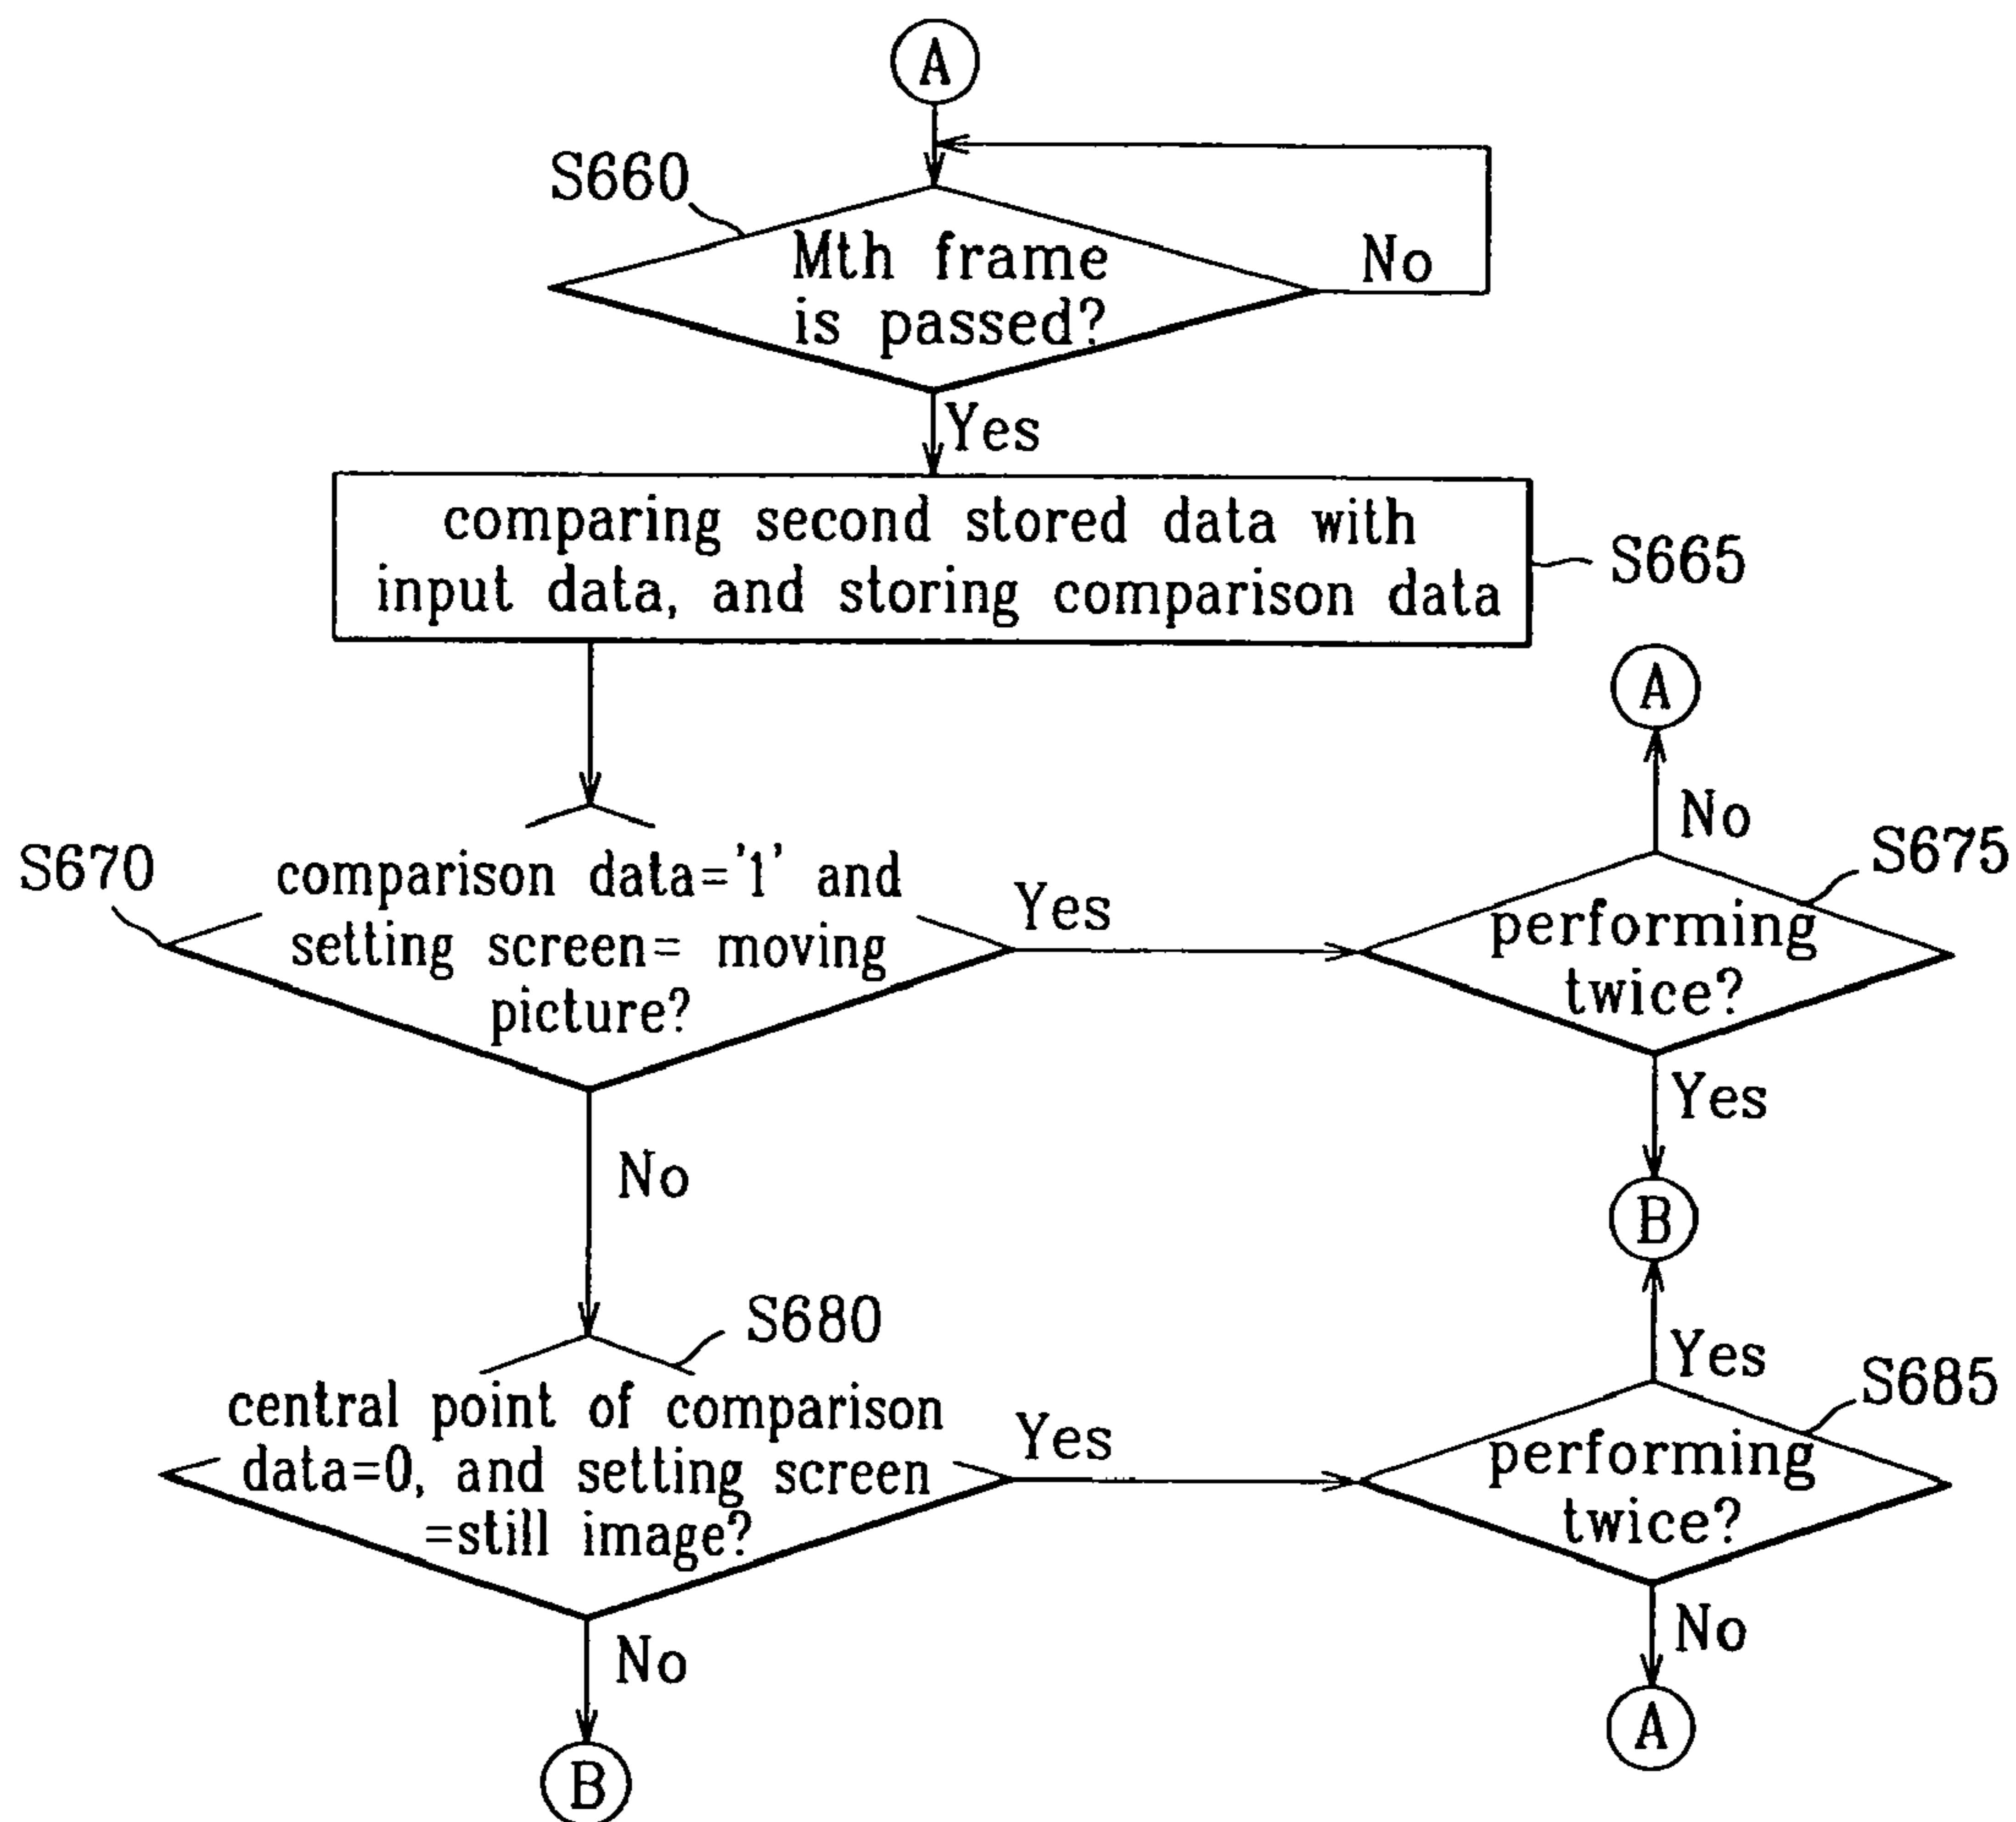 A
S660
Mth frame
is passed?
No
Yes
comparing second stored data with
input data, and storing comparison data
S665
A
No
S675
S670
comparison data='1' and
setting screen= moving
picture?
Yes
performing
twice?
Yes
B
No
S680
central point of comparison
data=0, and setting screen
=still image?
Yes
Yes
S685
performing
twice?
No
A
No
B